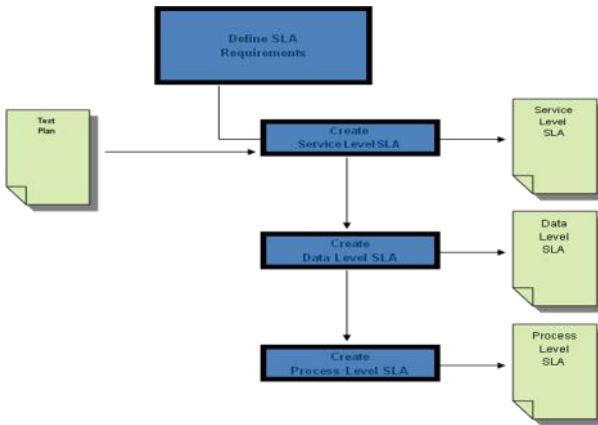 Define SLA
Requirements
Test
Plan
Create
Service Level SLA
Service
Level
SLA
Create
Data Level SLA
Data
Level
SLA
Create
Process Level SLA
Process
Level
SLA